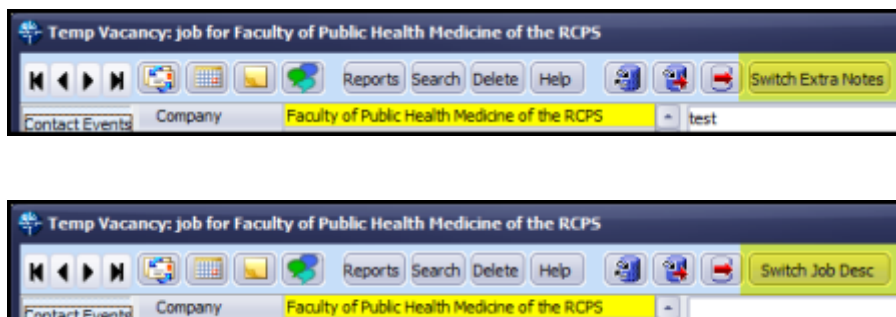 Temp Vacancy: job for Faculty of Public Health Medicine of the RCPS
Reports Search Delete Help Switch Extra Notes
Contact Events Company Faculty of Public Health Medicine of the RCPS test
Temp Vacancy: job for Faculty of Public Health Medicine of the RCPS
Reports Search Delete Help Switch Job Desc
Contact Events Company Faculty of Public Health Medicine of the RCPS